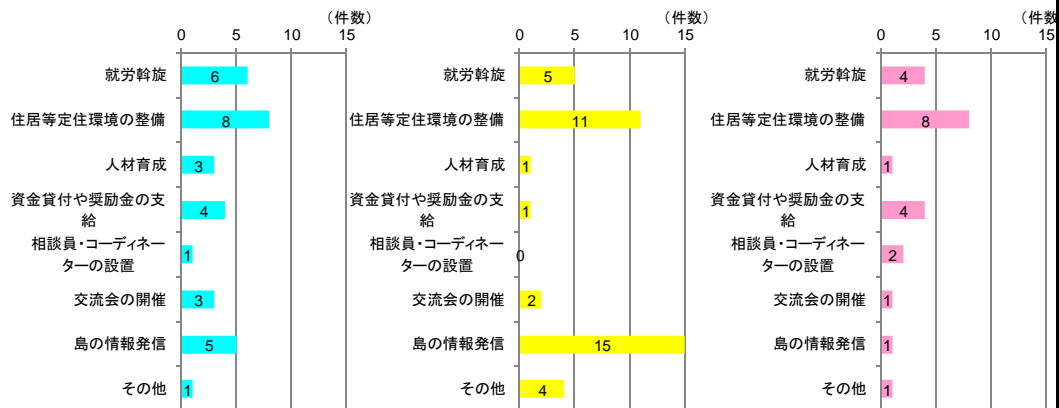 （件数）
0 5 10 15
就労斡旋 6
住居等定住環境の整備 8
人材育成 3
資金貸付や奨励金の支
給 4
相談員・コーディネー
ターの設置 1
交流会の開催 3
島の情報発信 5
その他 1
（件数）
0 5 10 15
就労斡旋 5
住居等定住環境の整備 11
人材育成 1
資金貸付や奨励金の支
給 1
相談員・コーディネー
ターの設置 0
交流会の開催 2
島の情報発信 15
その他 4
（件数
0 5 10 15
就労斡旋 4
住居等定住環境の整備 8
人材育成 1
資金貸付や奨励金の支
給 4
相談員・コーディネー
ターの設置 2
交流会の開催 1
島の情報発信 1
その他 1